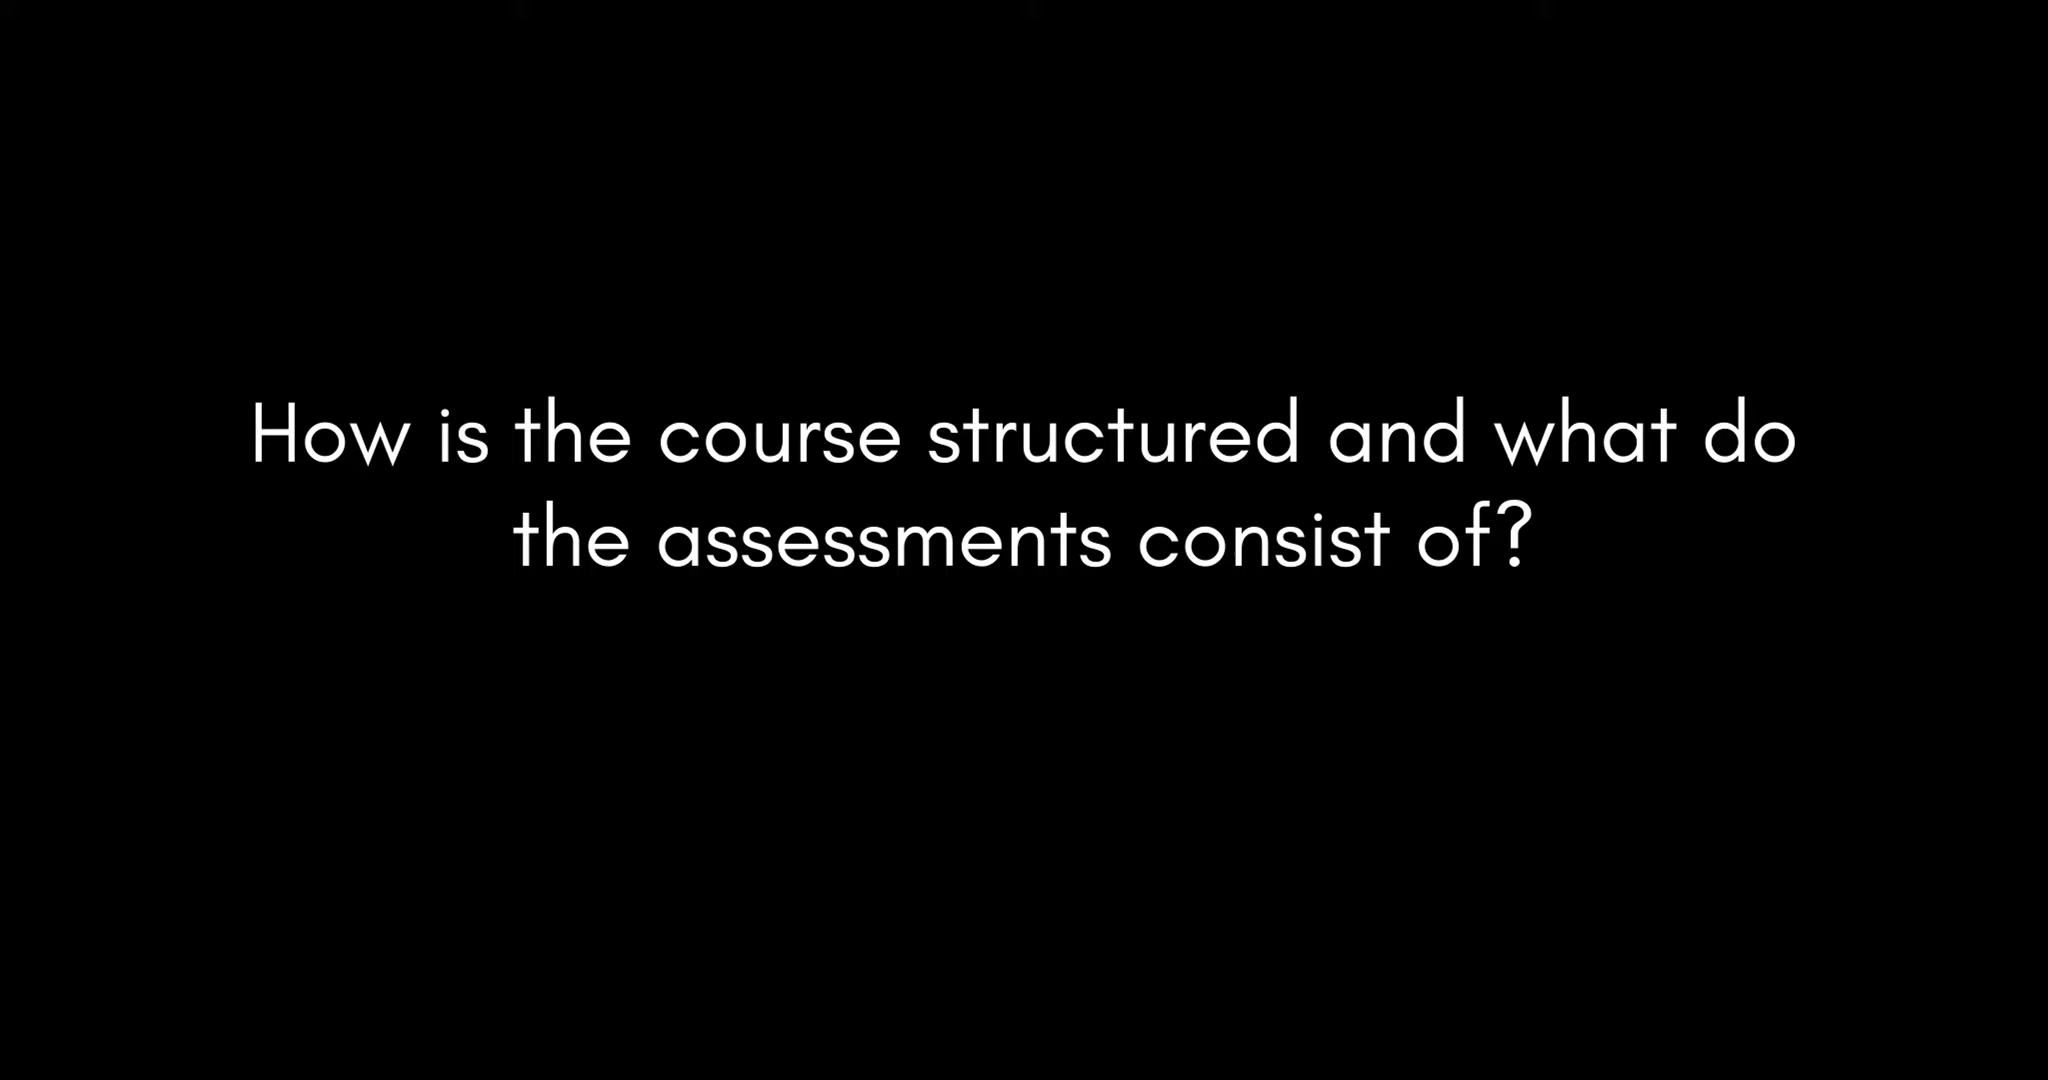 How is the course structured and what do
the assessments consist of?